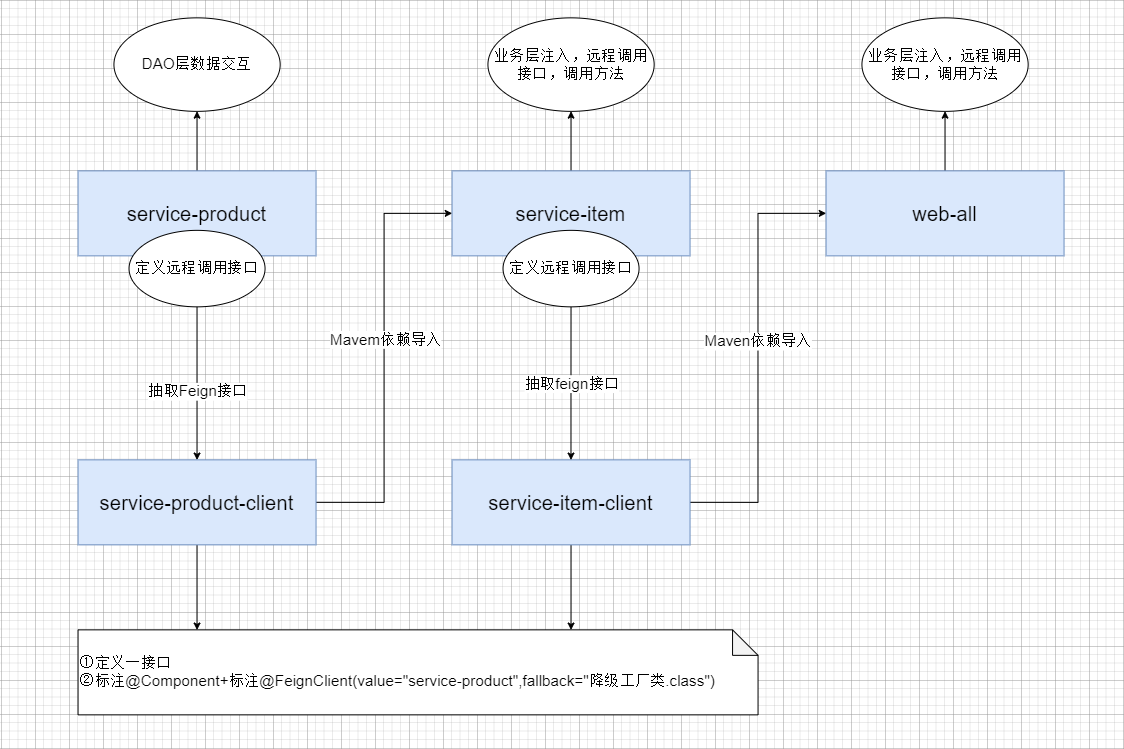 DAO层数据交互
业务层注入，远程调用
接口，调用方法
业务层注入，远程调用
接口，调用方法
service-product
service-item
web-all
定义远程调用接口
定义远程调用接口
Mavem依赖导入
Maven依赖导入
抽取Feign接口
抽取feign接口
service-product-client
service-item-client
①定义一接口
②标注@Component+标注@FeignClient(value="service-product",fallback="降级工厂类.class")